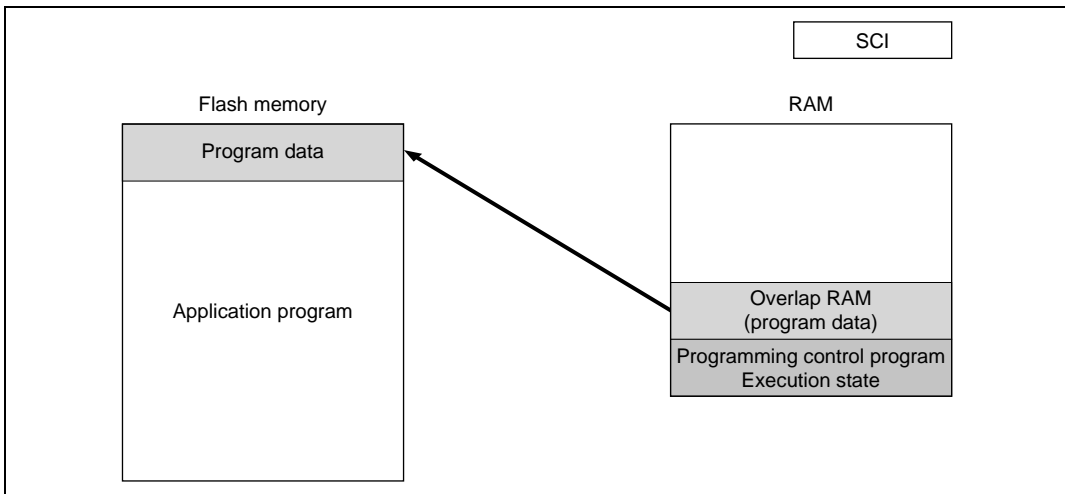 SCI
Flash memory
RAM
Program data
Application program
Overlap RAM
(program data)
Programming control program
Execution state